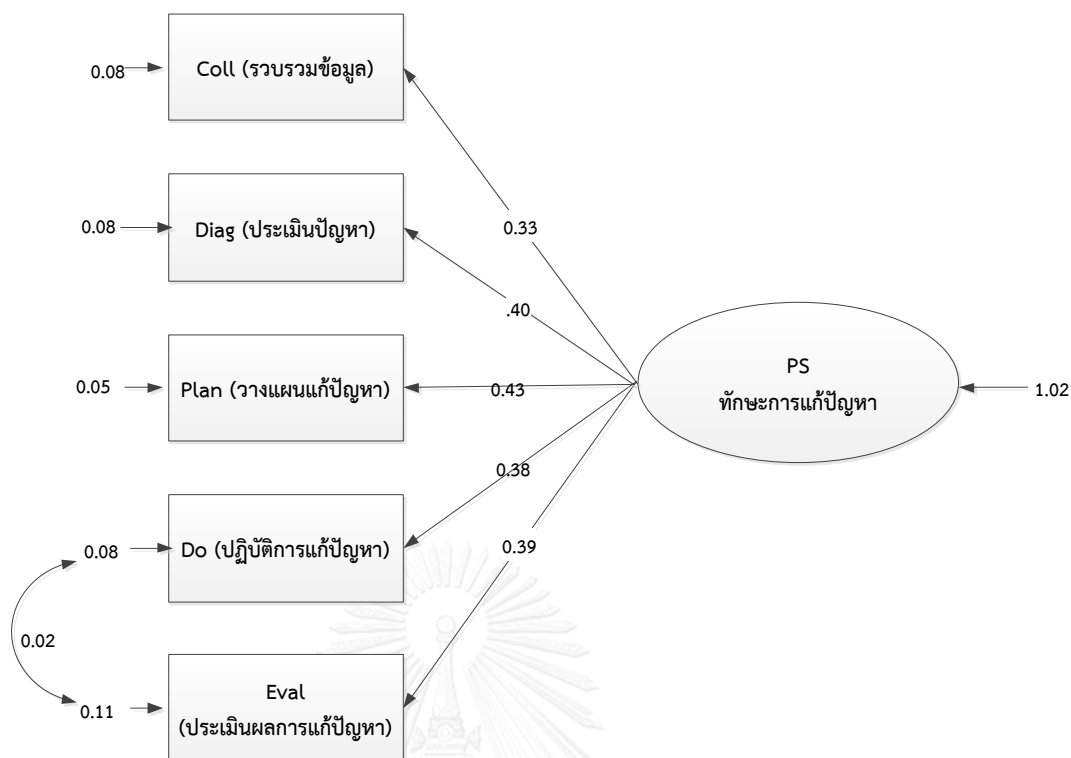 0.08
Coll (รวบรวมข้อมูล)
0.33
0.08
Diag (ประเมินปัญหา)
.40
0.05
Plan (วางแผนแก้ปัญหา)
0.43
PS
ทักษะการแก้ปัญหา
1.02
0.08
Do (ปฏิบัติการแก้ปัญหา)
0.38
0.39
0.02
0.11
Eval
(ประเมินผลการแก้ปัญหา)